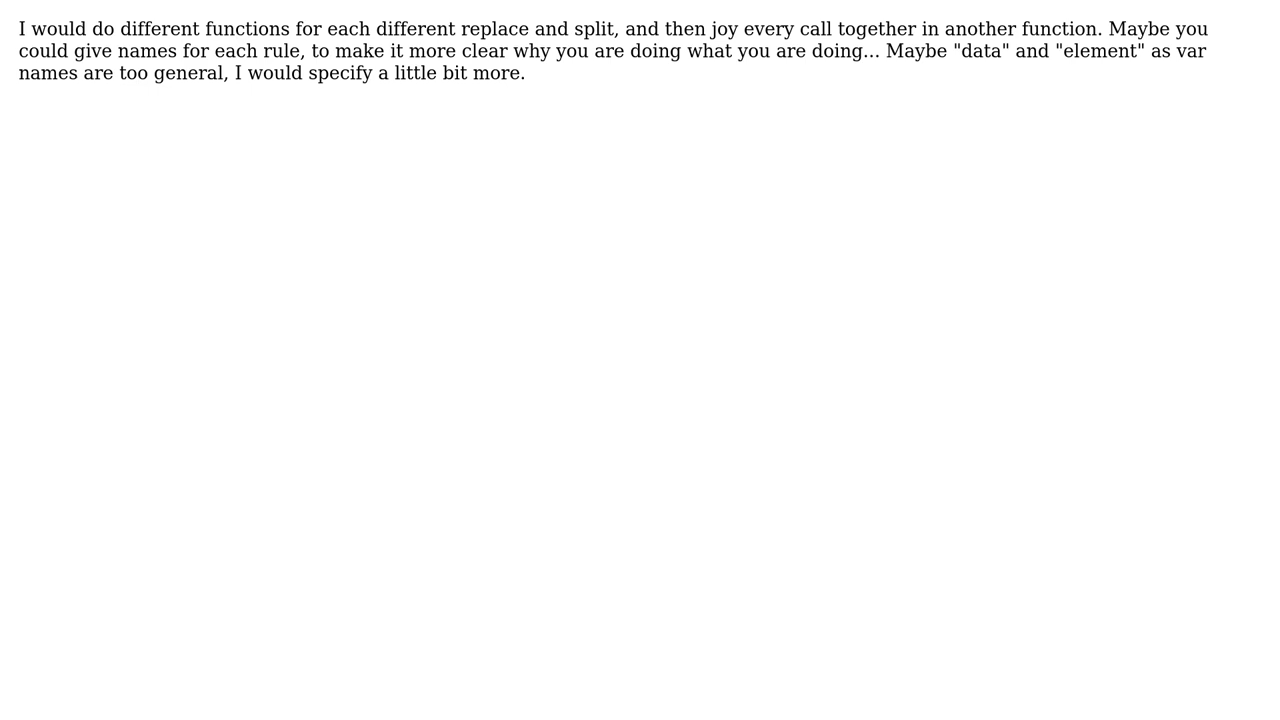 I would do different functions for each different replace and split, and then joy every call together in another function. Maybe you
could give names for each rule, to make it more clear why you are doing what you are doing... Maybe "data" and "element" as var
names are too general, I would specify a little bit more.